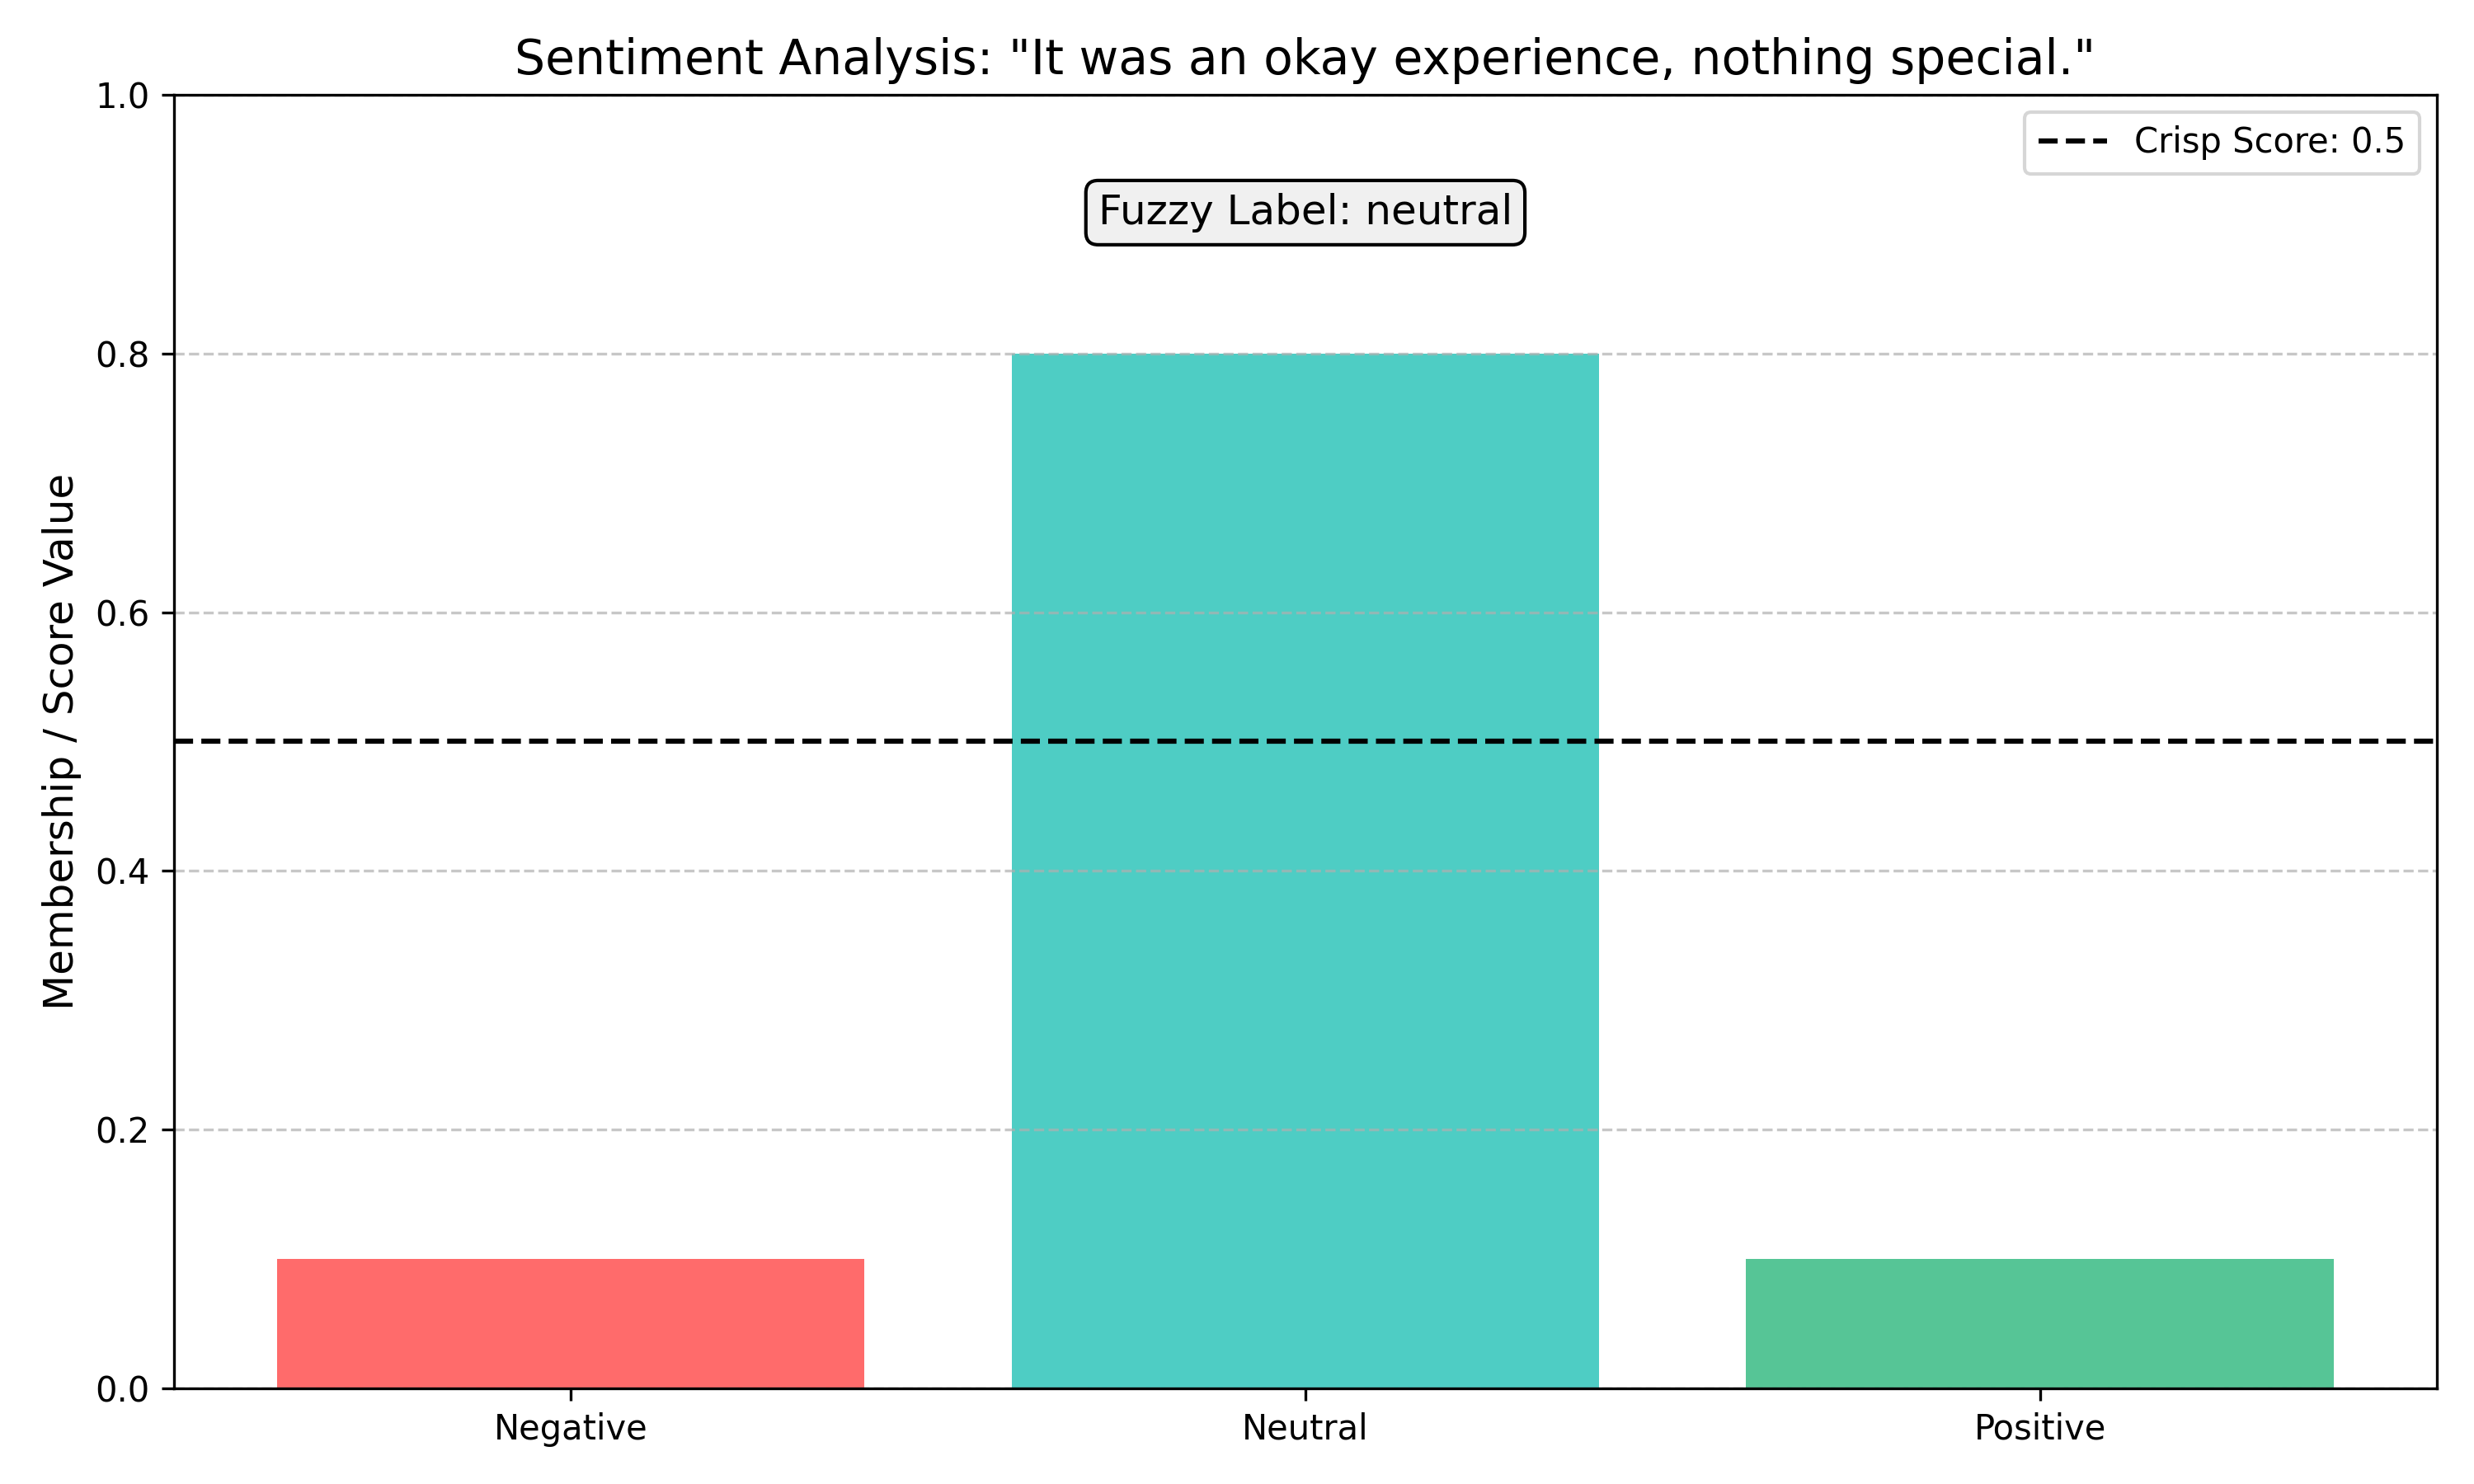 Sentiment Analysis: "It was an okay experience, nothing special."
Crisp Score: 0.5
Fuzzy Label: neutral
Membership / Score Value
1.0
0.8
0.6
0.4
0.2
0.0
Negative
Neutral
Positive